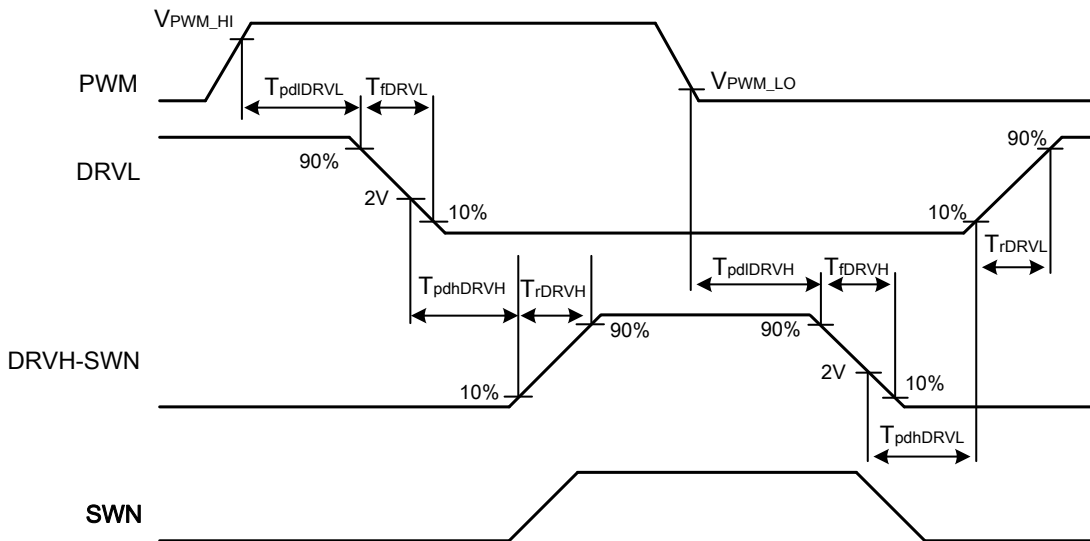 VPWM_HI
PWM
TpdlDRVL
TfDRVL
VPWM_LO
DRVL
90%
90%
2V
10%
10%
TrDRVL
TpdhDRVH
TrDRVH
TpdlDRVH
TfDRVH
DRVH-SWN
90%
90%
2V
10%
10%
TpdhDRVL
SWN